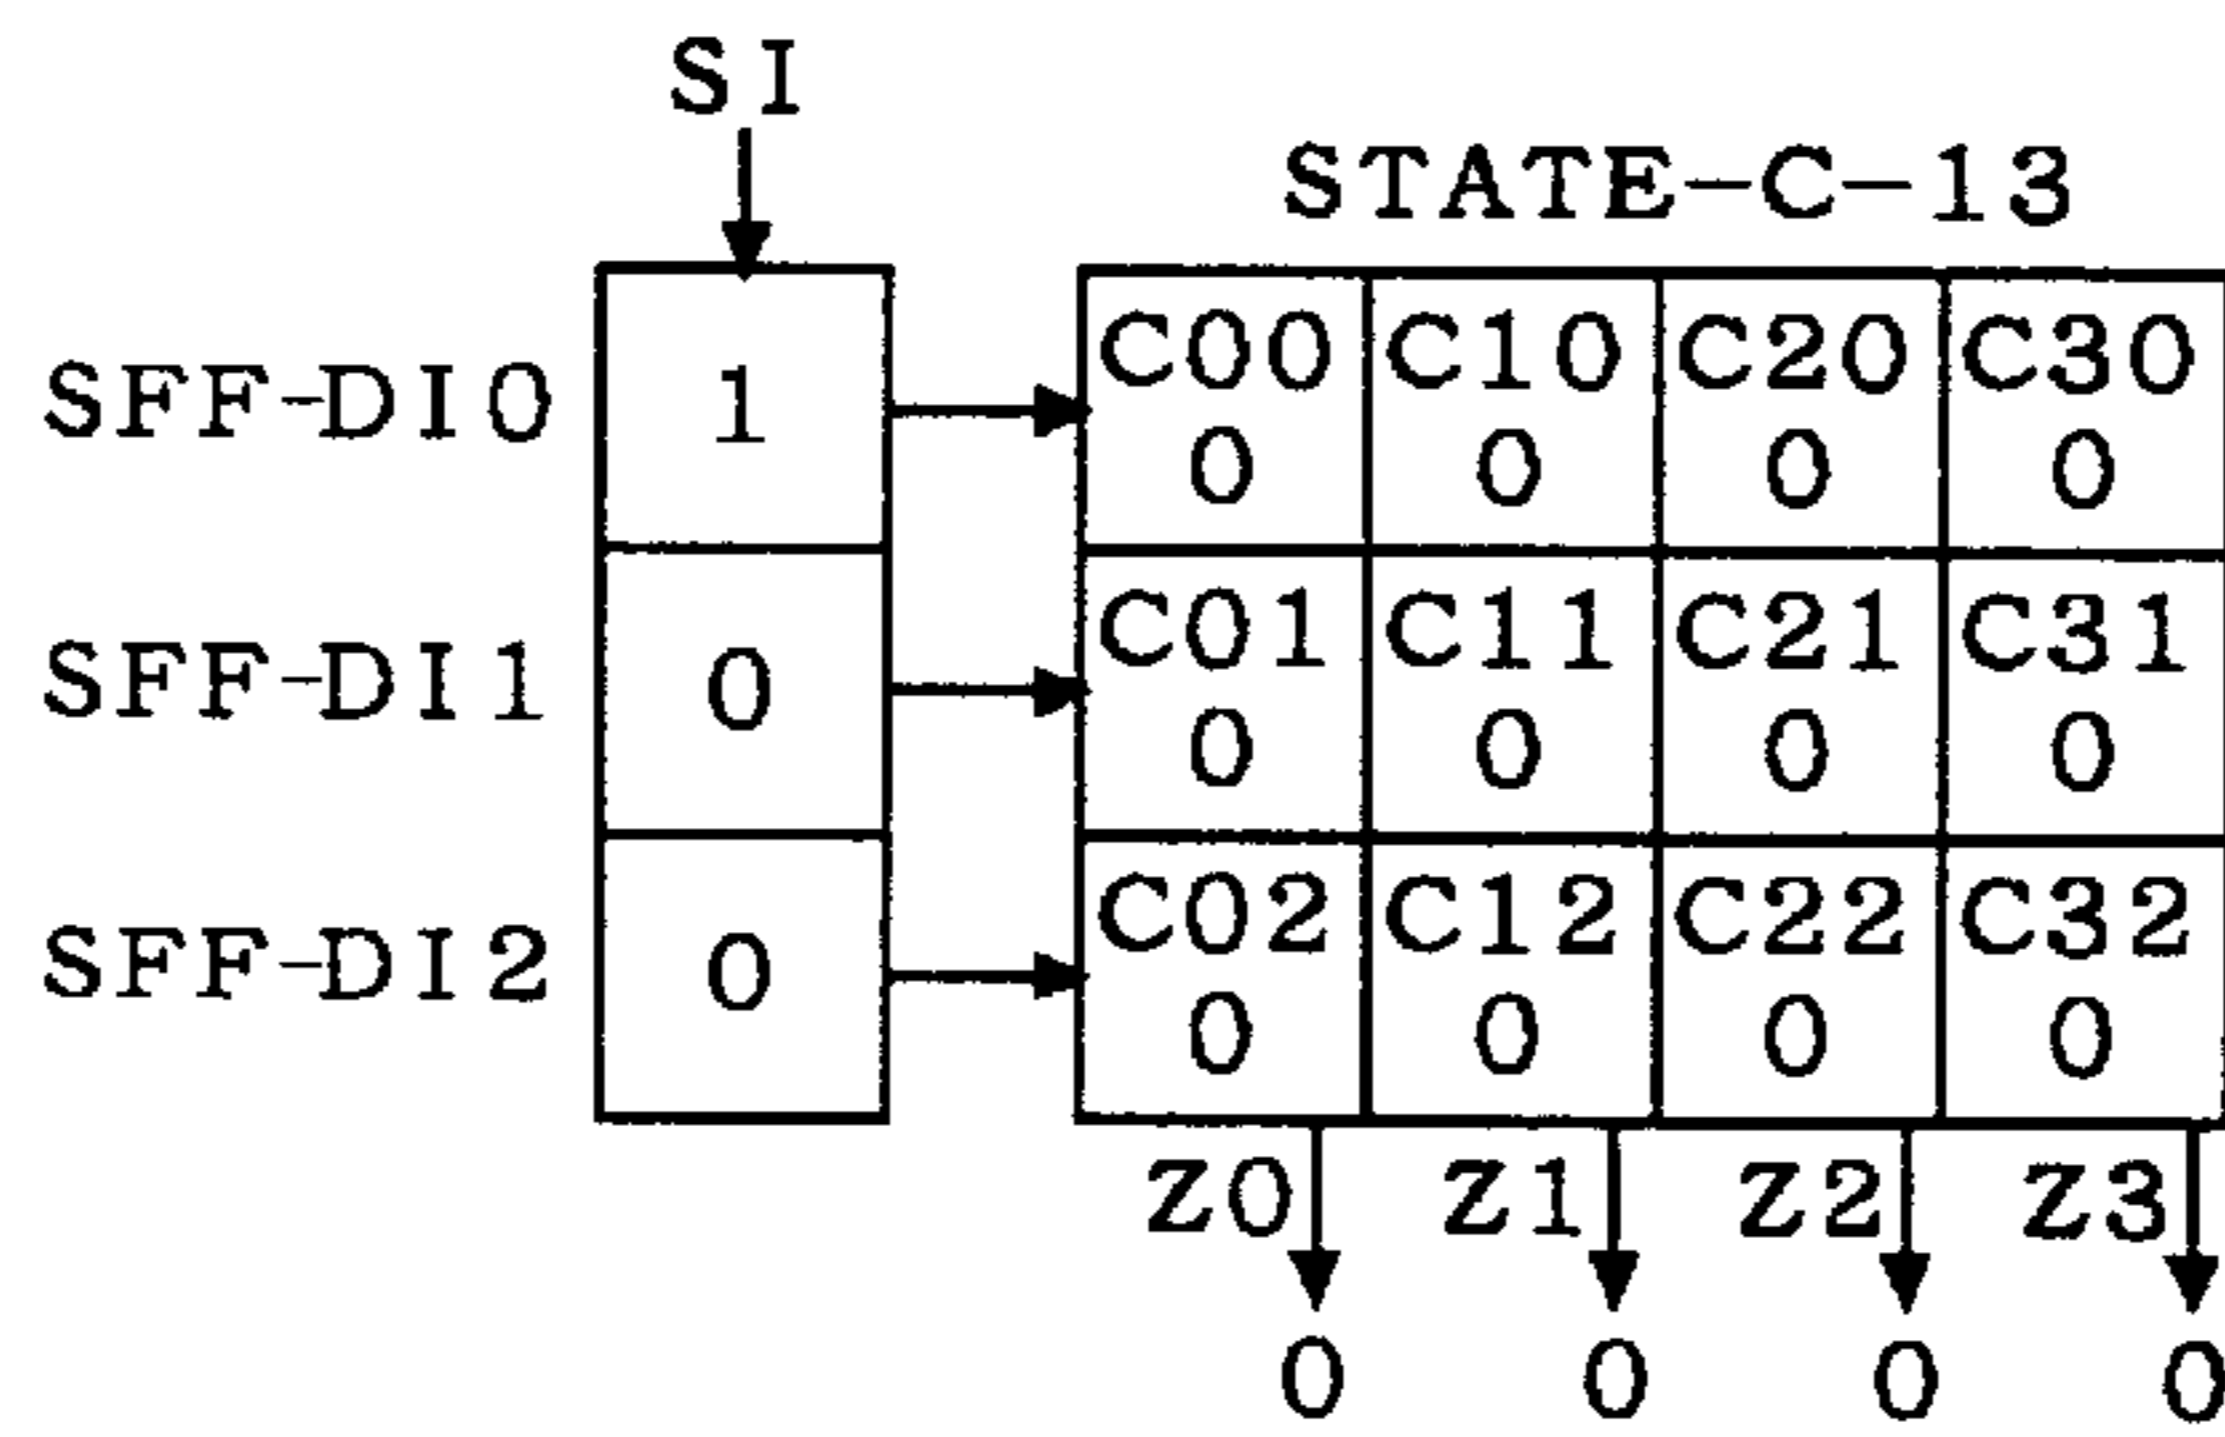 SI
STATE-C-13
SFF-DI0 1 C00 C10 C20 C30
0 0 0 0
SFF-DI1 0 C01 C11 C21 C31
0 0 0 0
SFF-DI2 0 C02 C12 C22 C32
0 0 0 0
Z0 Z1 Z2 Z3
0 0 0 0